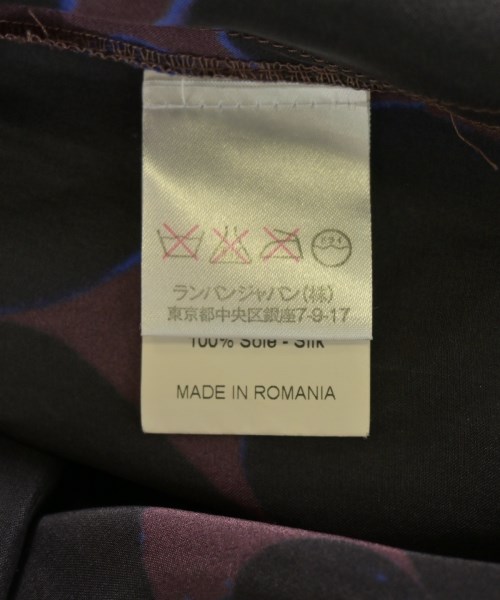 ランバンジャパン(株)
東京都中央区銀座7-9-17
100% Soie - Silk
MADE IN ROMANIA